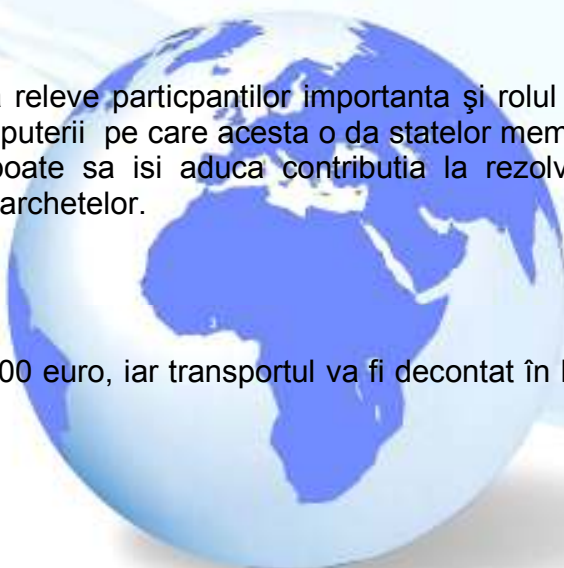 releve particpantilor importanta şi rolul
puterii pe care acesta o da statelor mem
poate sa isi aduca contributia la rezolv
archetelor.
00 euro, iar transportul va fi decontat în